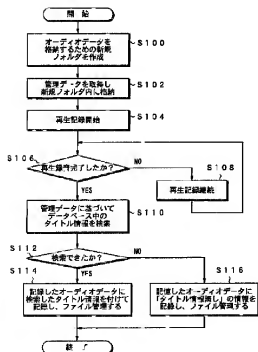 開 始
オーディオデータを
格納するための新規
フォルダを作成
S100
管理データを取得し
新規フォルダ内に格納
S102
再生記録開始
S104
S106
再生録音完了したか?
NO
S108
再生記録継続
YES
管理データに基づいて
データベース中の
タイトル情報を検索
S110
S112
検索できたか?
NO
YES
S114
記録したオーディオデータに
検索したタイトル情報を付けて
記録し、ファイル管理する
S116
記憶したオーディオデータに
「タイトル情報無し」の情報を
記録し、ファイル管理する
終 了